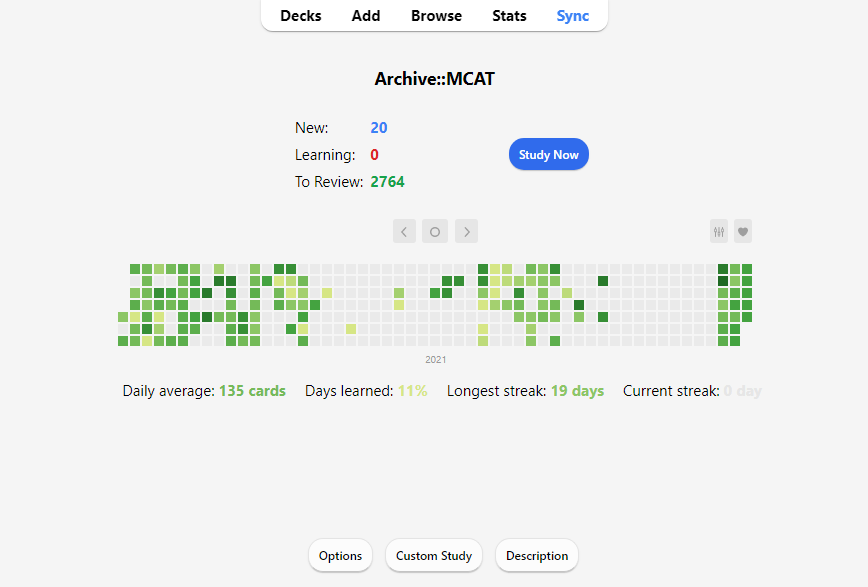 Decks Add Browse Stats Sync
Archive::MCAT
New: 20
Learning: 0
To Review: 2764
Study Now
2021
Daily average: 135 cards Days learned: 11% Longest streak: 19 days Current streak: 0 day
Options Custom Study Description